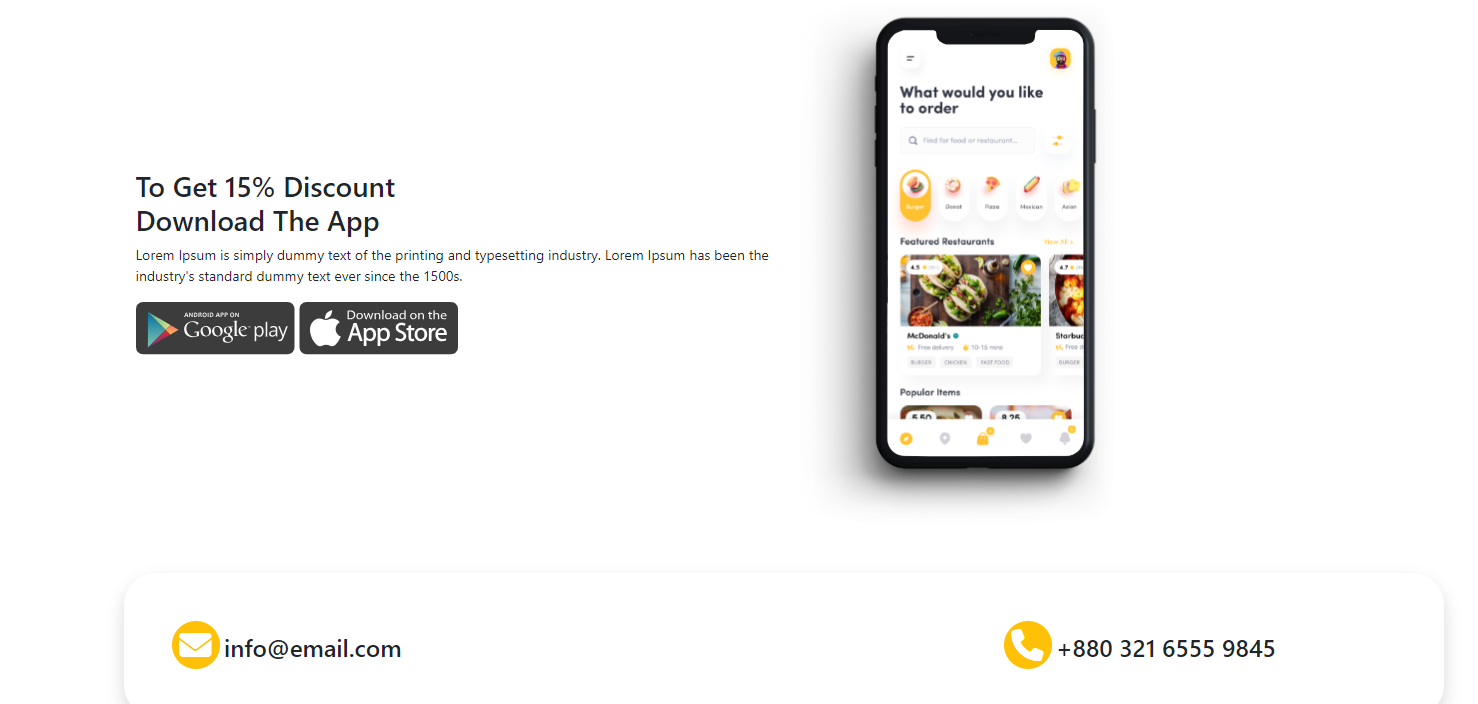 To Get 15% Discount
Download The App
Lorem Ipsum is simply dummy text of the printing and typesetting industry. Lorem Ipsum has been the
industry's standard dummy text ever since the 1500s.
ANDROID APP ON
Google play
Download on the
App Store
What would you like
to order
Find for food or restaurant...
Burger
Donat
Pizza
Mexican
Asian
Featured Restaurants
View All >
4.5
4.7
McDonald's
Starbuc
Free delivery
10-15 mins
Free d
BURGER
CHICKEN
FAST FOOD
BURGER
Popular Items
5.50
8.25
info@email.com
+880 321 6555 9845